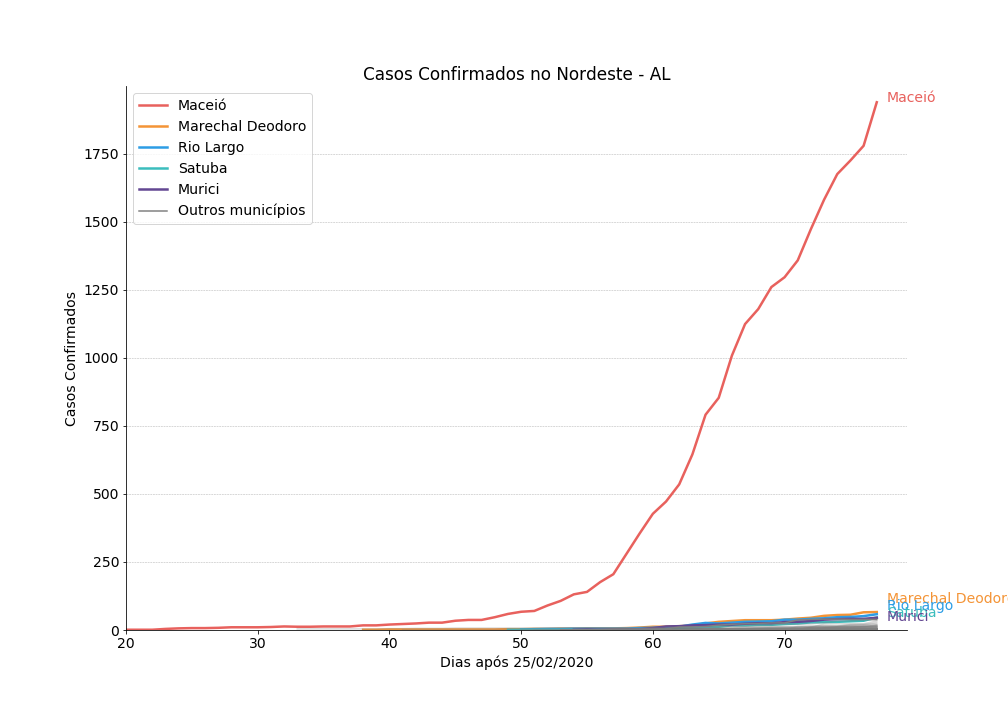 Casos Confirmados no Nordeste - AL
Maceió
Marechal Deodoro
Rio Largo
Satuba
Murici
Outros municípios
Casos Confirmados
1750
1500
1250
1000
750
500
250
0
20
30
40
50
60
70
Dias após 25/02/2020
Maceió
Marechal Deodoro
Rio Largo
Satuba
Murici